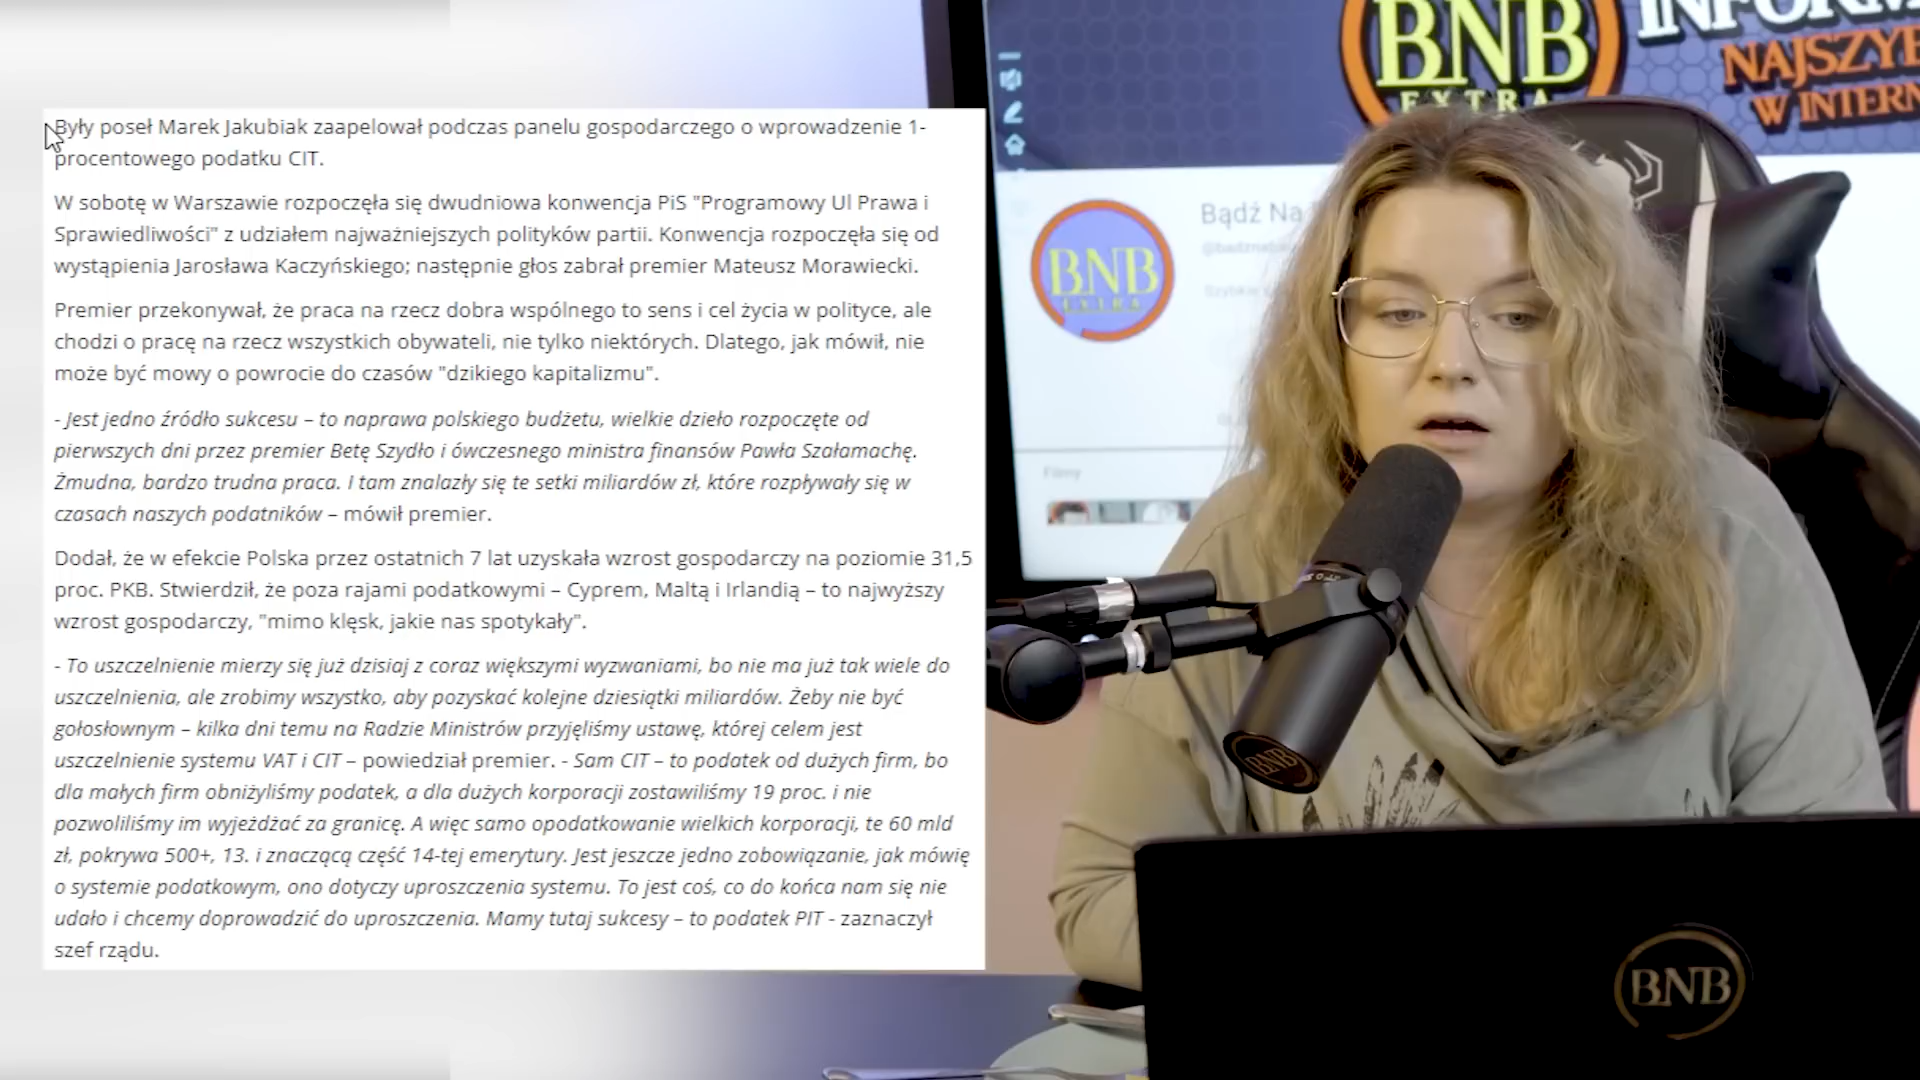 Były poseł Marek Jakubiak zaapelował podczas panelu gospodarczego o wprowadzenie 1-
procentowego podatku CIT.
W sobotę w Warszawie rozpoczęła się dwudniowa konwencja PiS "Programowy Ul Prawa i
Sprawiedliwości" z udziałem najważniejszych polityków partii. Konwencja rozpoczęła się od
wystąpienia Jarosława Kaczyńskiego; następnie głos zabrał premier Mateusz Morawiecki.
Premier przekonywał, że praca na rzecz dobra wspólnego to sens i cel życia w polityce, ale
chodzi o pracę na rzecz wszystkich obywateli, nie tylko niektórych. Dlatego, jak mówił, nie
może być mowy o powrocie do czasów "dzikiego kapitalizmu".
- Jest jedno źródło sukcesu – to naprawa polskiego budżetu, wielkie dzieło rozpoczęte od
pierwszych dni przez premier Betę Szydło i ówczesnego ministra finansów Pawła Szałamachę.
Żmudna, bardzo trudna praca. I tam znalazły się te setki miliardów zł, które rozpływały się w
czasach naszych podatników – mówił premier.
Dodał, że w efekcie Polska przez ostatnich 7 lat uzyskała wzrost gospodarczy na poziomie 31,5
proc. PKB. Stwierdził, że poza rajami podatkowymi – Cyprem, Maltą i Irlandią – to najwyższy
wzrost gospodarczy, "mimo klęsk, jakie nas spotykały".
- To uszczelnienie mierzy się już dzisiaj z coraz większymi wyzwaniami, bo nie ma już tak wiele do
uszczelnienia, ale zrobimy wszystko, aby pozyskać kolejne dziesiątki miliardów. Żeby nie być
gołosłownym – kilka dni temu na Radzie Ministrów przyjęliśmy ustawę, której celem jest
uszczelnienie systemu VAT i CIT – powiedział premier. - Sam CIT – to podatek od dużych firm, bo
dla małych firm obniżyliśmy podatek, a dla dużych korporacji zostawiliśmy 19 proc. i nie
pozwoliliśmy im wyjeżdżać za granicę. A więc samo opodatkowanie wielkich korporacji, te 60 mld
zł, pokrywa 500+, 13. i znaczącą część 14-tej emerytury. Jest jeszcze jedno zobowiązanie, jak mówię
o systemie podatkowym, ono dotyczy uproszczenia systemu. To jest coś, co do końca nam się nie
udało i chcemy doprowadzić do uproszczenia. Mamy tutaj sukcesy – to podatek PIT - zaznaczył
szef rządu.
BNB
EXTRA
INFORM
NAJSZYB
W INTERN
BNB
EXTRA
Bądź Na
Filmy
BNB
BNB